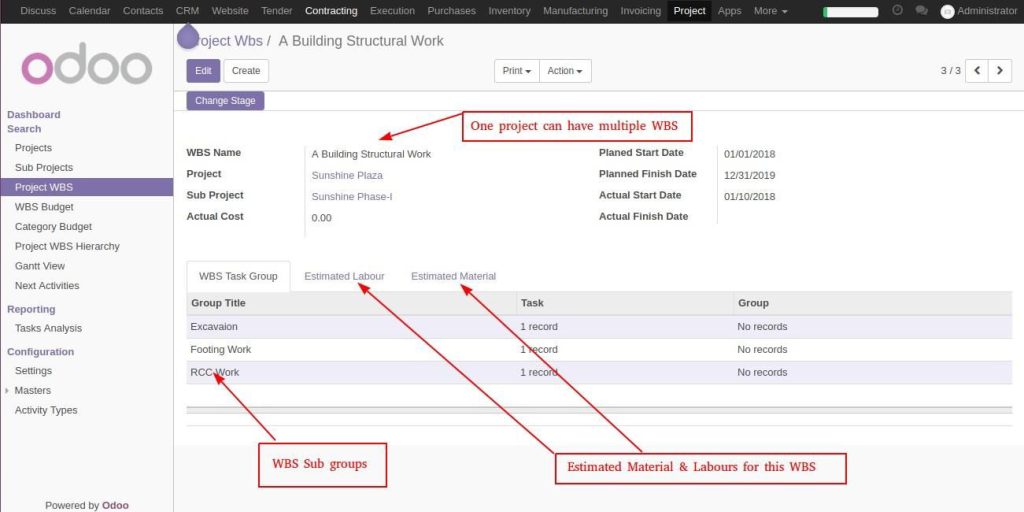 Discuss Calendar Contacts CRM Website Tender Contracting Execution Purchases Inventory Manufacturing Invoicing Project Apps More Administrator
odoo
Project Wbs / A Building Structural Work
Edit Create Print Action 3 / 3
Change Stage
One project can have multiple WBS
Dashboard
Search
Projects
Sub Projects
Project WBS
WBS Budget
Category Budget
Project WBS Hierarchy
Gantt View
Next Activities
Reporting
Tasks Analysis
Configuration
Settings
Masters
Activity Types
Powered by Odoo
WBS Name A Building Structural Work Planed Start Date 01/01/2018
Project Sunshine Plaza Planned Finish Date 12/31/2019
Sub Project Sunshine Phase-I Actual Start Date 01/10/2018
Actual Cost 0.00 Actual Finish Date
WBS Task Group Estimated Labour Estimated Material
Group Title Task Group
Excavaion 1 record No records
Footing Work 1 record No records
RCC Work 1 record No records
WBS Sub groups
Estimated Material & Labours for this WBS